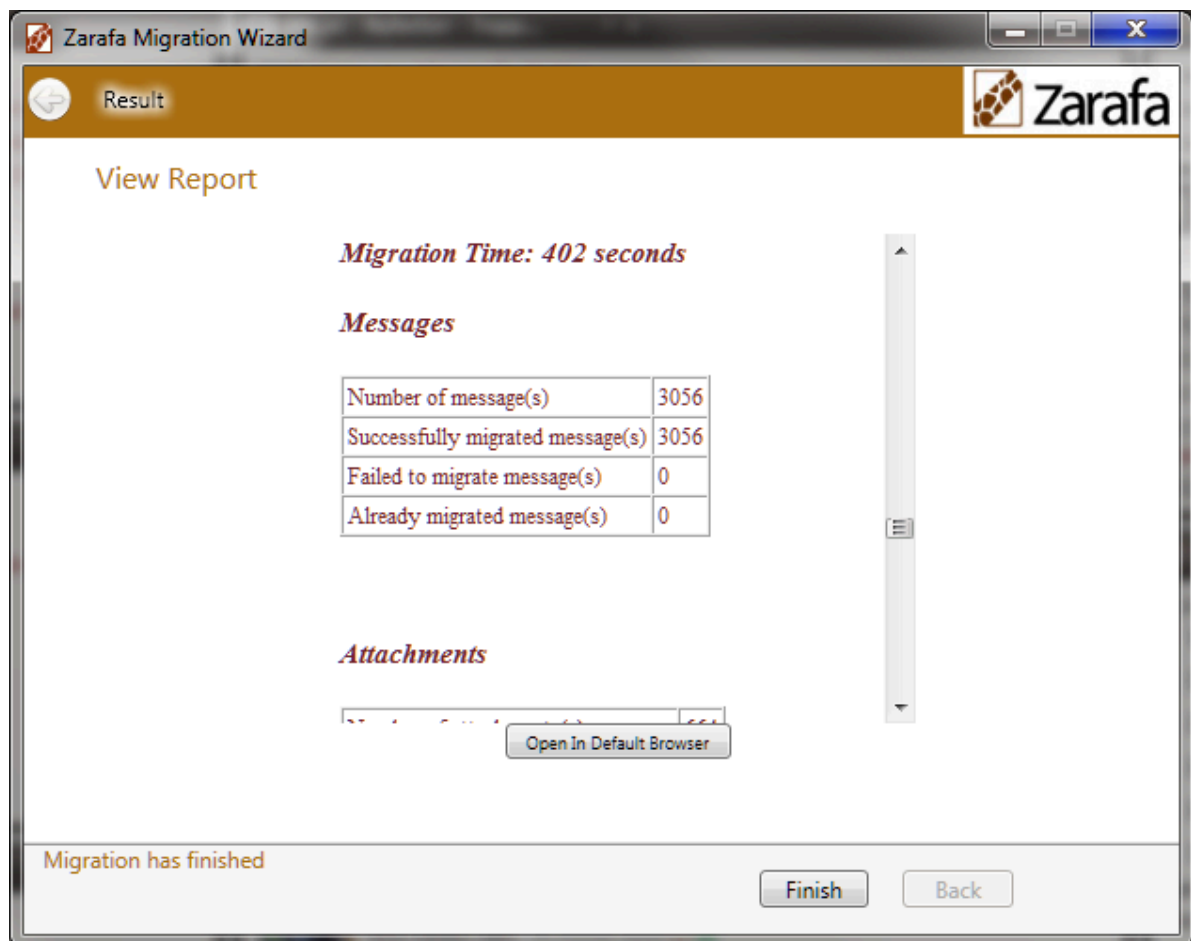 Zarafa Migration Wizard
Result
Zarafa
View Report
Migration Time: 402 seconds
Messages
Number of message(s) 3056
Successfully migrated message(s) 3056
Failed to migrate message(s) 0
Already migrated message(s) 0
Attachments
Open In Default Browser
Migration has finished
Finish Back